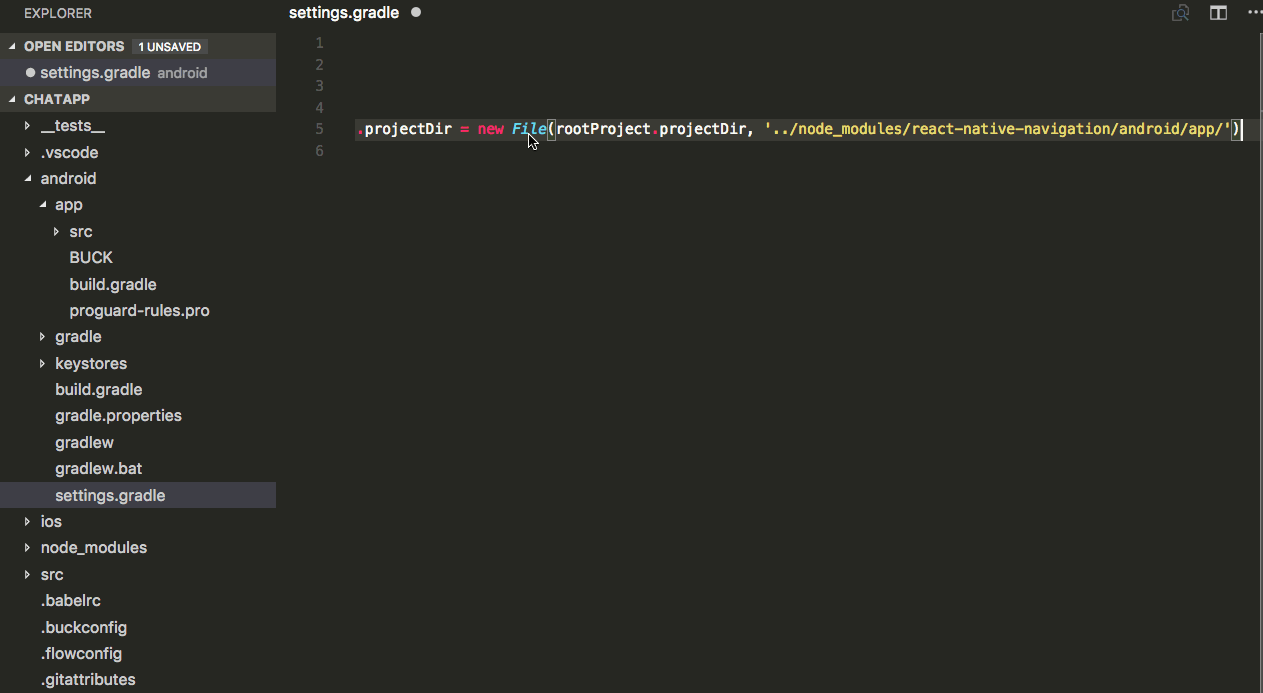 EXPLORER
OPEN EDITORS 1 UNSAVED
settings.gradle android
CHATAPP
__tests__
.vscode
android
app
src
BUCK
build.gradle
proguard-rules.pro
gradle
keystores
build.gradle
gradle.properties
gradlew
gradlew.bat
settings.gradle
ios
node_modules
src
.babelrc
.buckconfig
.flowconfig
.gitattributes
settings.gradle
1
2
3
4
5 .projectDir = new File(rootProject.projectDir, '../node_modules/react-native-navigation/android/app/')
6